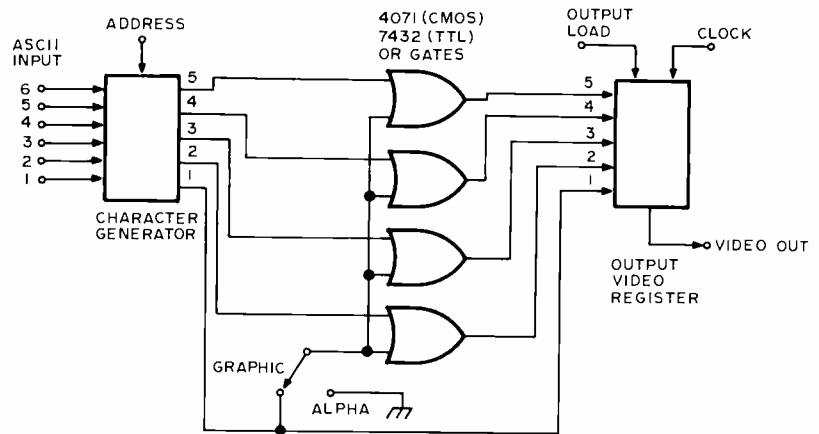 ADDRESS
ASCII
INPUT
6
5
4
3
2
1
5
4
3
2
1
CHARACTER
GENERATOR
4071 (CMOS)
7432 (TTL)
OR GATES
OUTPUT
LOAD
CLOCK
5
4
3
2
1
VIDEO OUT
OUTPUT
VIDEO
REGISTER
GRAPHIC
ALPHA